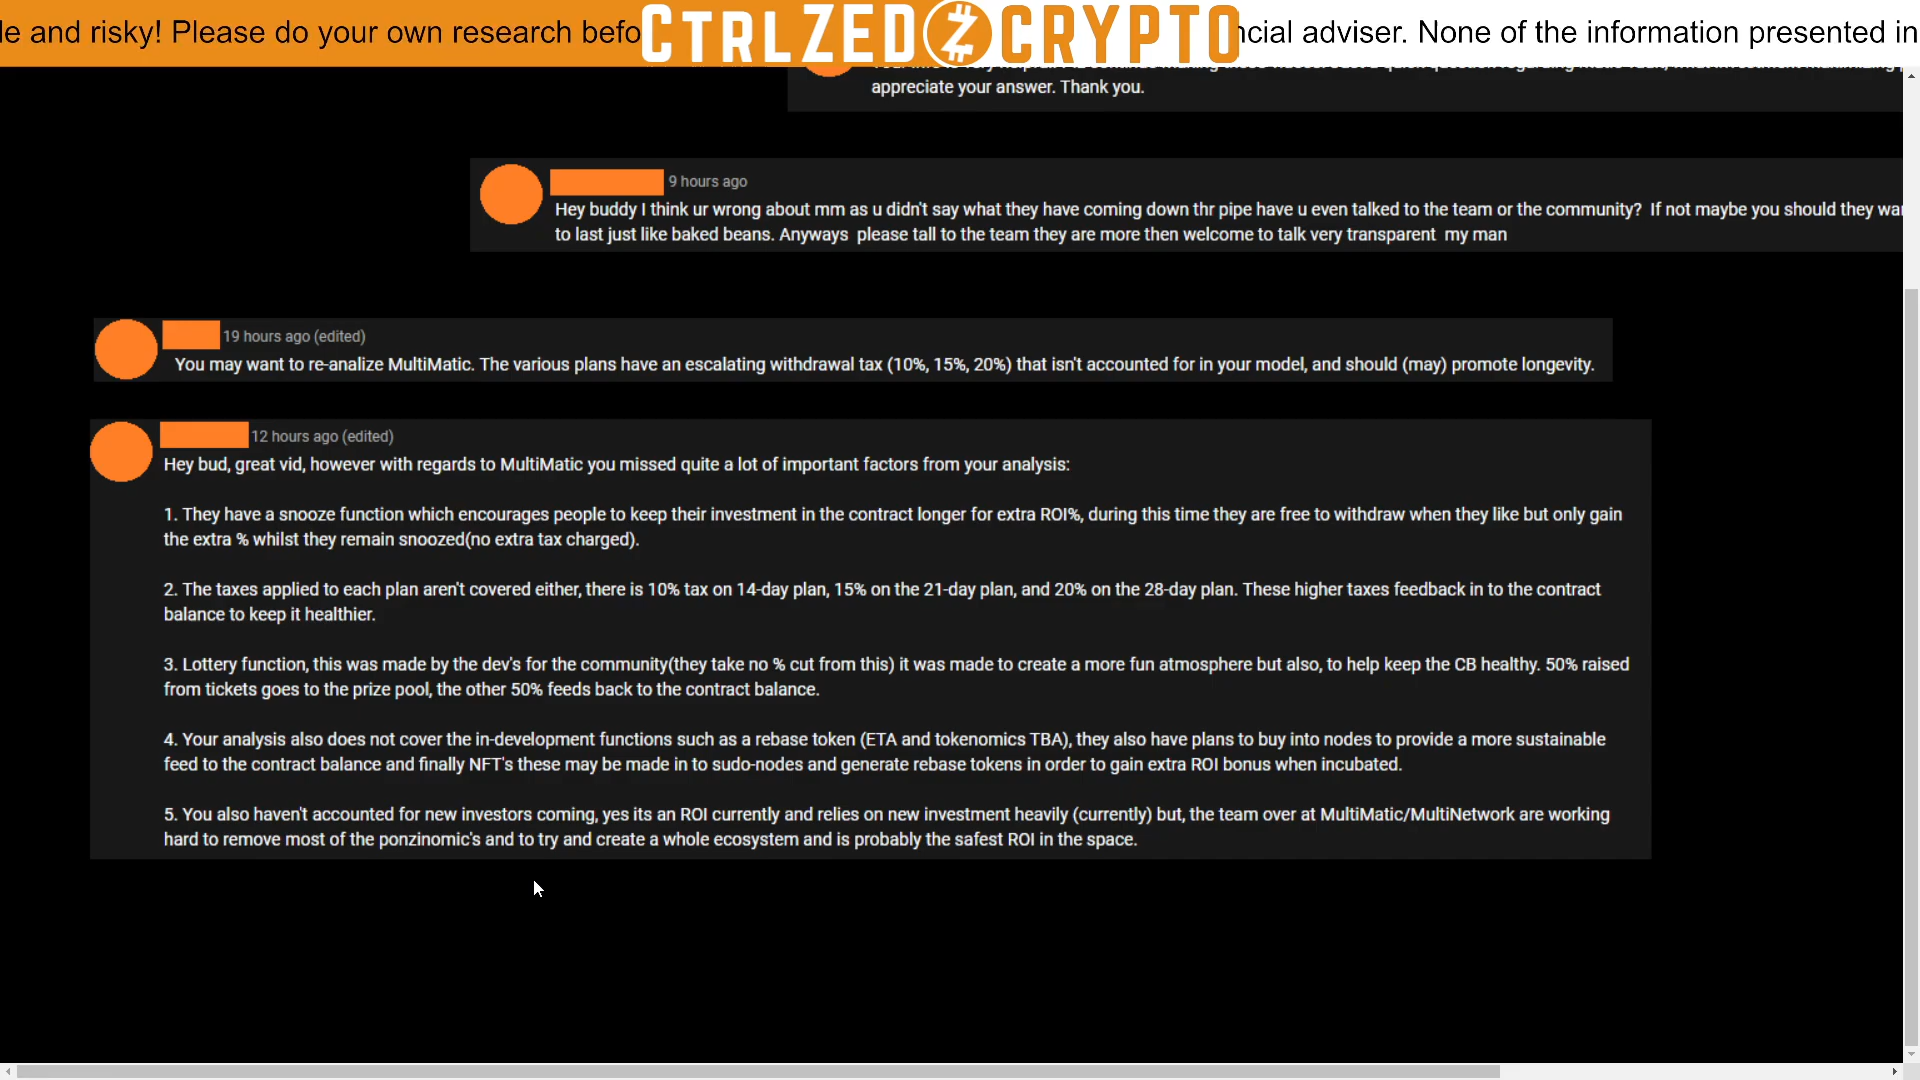 le and risky! Please do your own research befo
CTRLZED CRYPTO
ncial adviser. None of the information presented in
appreciate your answer. Thank you.
9 hours ago
Hey buddy I think ur wrong about mm as u didn't say what they have coming down thr pipe have u even talked to the team or the community? If not maybe you should they wa
to last just like baked beans. Anyways please tall to the team they are more then welcome to talk very transparent my man
19 hours ago (edited)
You may want to re-analize MultiMatic. The various plans have an escalating withdrawal tax (10%, 15%, 20%) that isn't accounted for in your model, and should (may) promote longevity.
12 hours ago (edited)
Hey bud, great vid, however with regards to MultiMatic you missed quite a lot of important factors from your analysis:
1. They have a snooze function which encourages people to keep their investment in the contract longer for extra ROI%, during this time they are free to withdraw when they like but only gain
the extra % whilst they remain snoozed(no extra tax charged).
2. The taxes applied to each plan aren't covered either, there is 10% tax on 14-day plan, 15% on the 21-day plan, and 20% on the 28-day plan. These higher taxes feedback in to the contract
balance to keep it healthier.
3. Lottery function, this was made by the dev's for the community(they take no % cut from this) it was made to create a more fun atmosphere but also, to help keep the CB healthy. 50% raised
from tickets goes to the prize pool, the other 50% feeds back to the contract balance.
4. Your analysis also does not cover the in-development functions such as a rebase token (ETA and tokenomics TBA), they also have plans to buy into nodes to provide a more sustainable
feed to the contract balance and finally NFT's these may be made in to sudo-nodes and generate rebase tokens in order to gain extra ROI bonus when incubated.
5. You also haven't accounted for new investors coming, yes its an ROI currently and relies on new investment heavily (currently) but, the team over at MultiMatic/MultiNetwork are working
hard to remove most of the ponzinomic's and to try and create a whole ecosystem and is probably the safest ROI in the space.